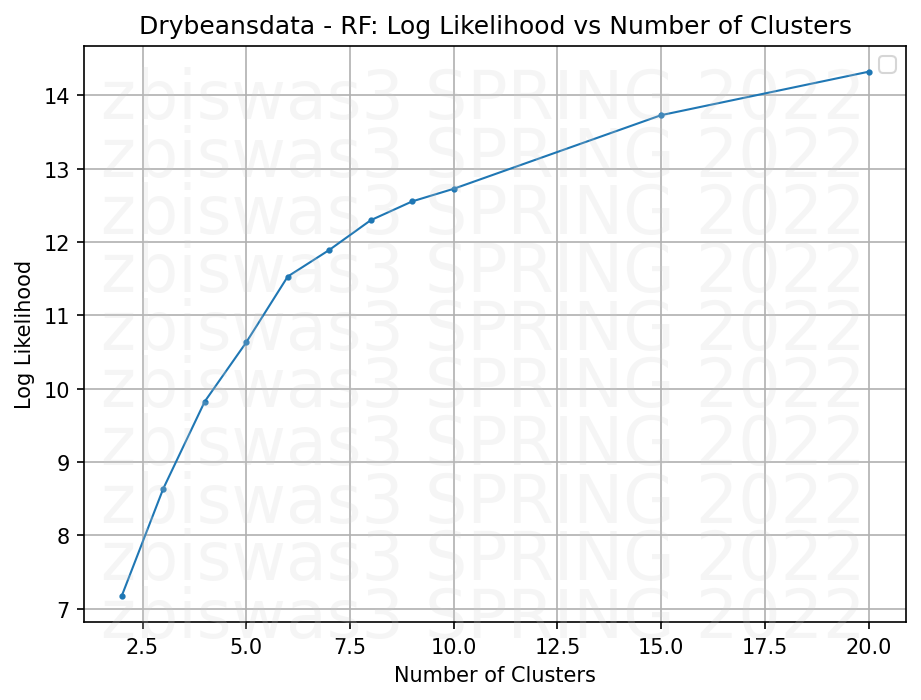 Drybeansdata - RF: Log Likelihood vs Number of Clusters
zbiswas3 SPRING 2022
zbiswas3 SPRING 2022
zbiswas3 SPRING 2022
zbiswas3 SPRING 2022
zbiswas3 SPRING 2022
zbiswas3 SPRING 2022
zbiswas3 SPRING 2022
zbiswas3 SPRING 2022
zbiswas3 SPRING 2022
zbiswas3 SPRING 2022
Log Likelihood
14
13
12
11
10
9
8
7
2.5 5.0 7.5 10.0 12.5 15.0 17.5 20.0
Number of Clusters